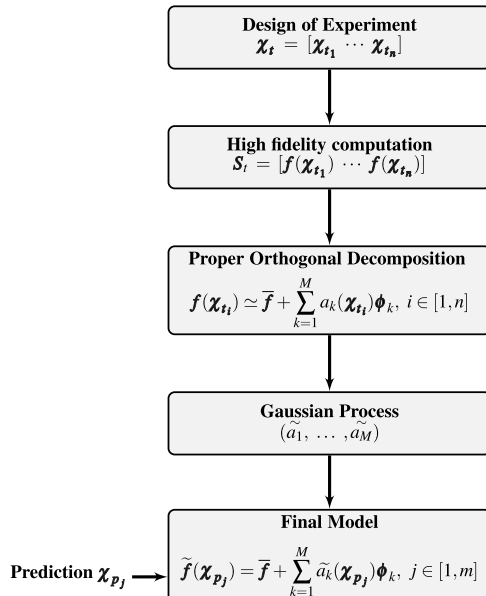 Design of Experiment
χ_t = [χ_{t_1} ⋯ χ_{t_n}]
High fidelity computation
S_t = [f(χ_{t_1}) ⋯ f(χ_{t_n})]
Proper Orthogonal Decomposition
f(χ_{t_i}) ≃ f̅ + ∑_{k=1}^{M} a_k(χ_{t_i})ϕ_k, i ∈ [1,n]
Gaussian Process
(ã_1, … , ã_M)
Final Model
Prediction χ_{p_j}
f̃(χ_{p_j}) = f̅ + ∑_{k=1}^{M} ã_k(χ_{p_j})ϕ_k, j ∈ [1,m]